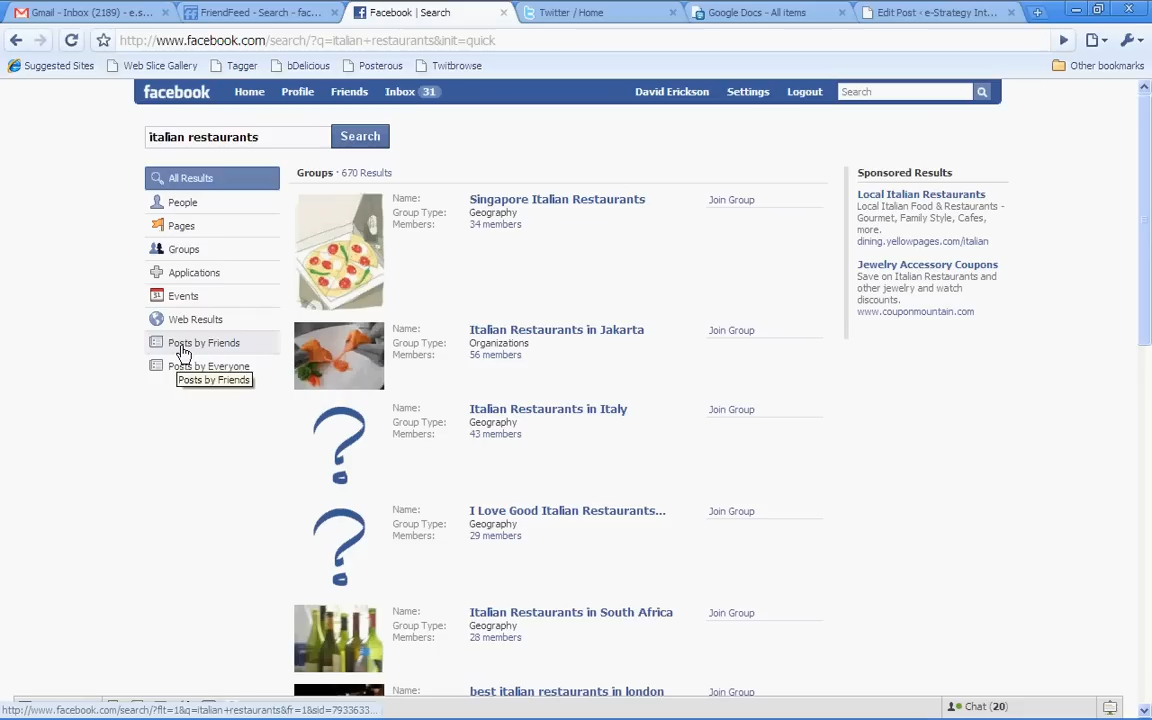 Gmail - Inbox (2189) - e.s...
FriendFeed - Search - fac...
Facebook | Search
Twitter / Home
Google Docs - All items
Edit Post ‹ e-Strategy Int...
http://www.facebook.com/search/?q=italian+restaurants&init=quick
Suggested Sites
Web Slice Gallery
Tagger
bDelicious
Posterous
Twitbrowse
Other bookmarks
facebook
Home
Profile
Friends
Inbox 31
David Erickson
Settings
Logout
Search
italian restaurants
Search
All Results
People
Pages
Groups
Applications
31
Events
Web Results
Posts by Friends
Posts by Everyone
Posts by Friends
Groups · 670 Results
Name: Singapore Italian Restaurants
Group Type: Geography
Members: 34 members
Join Group
Name: Italian Restaurants in Jakarta
Group Type: Organizations
Members: 56 members
Join Group
Name: Italian Restaurants in Italy
Group Type: Geography
Members: 43 members
Join Group
?
Name: I Love Good Italian Restaurants...
Group Type: Geography
Members: 29 members
Join Group
?
Name: Italian Restaurants in South Africa
Group Type: Geography
Members: 28 members
Join Group
Name: best italian restaurants in london
Join Group
Sponsored Results
Local Italian Restaurants
Local Italian Food & Restaurants -
Gourmet, Family Style, Cafes,
more.
dining.yellowpages.com/italian
Jewelry Accessory Coupons
Save on Italian Restaurants and
other jewelry and watch
discounts.
www.couponmountain.com
http://www.facebook.com/search/?flt=1&q=italian+restaurants&fr=1&sid=7933633...
Chat (20)